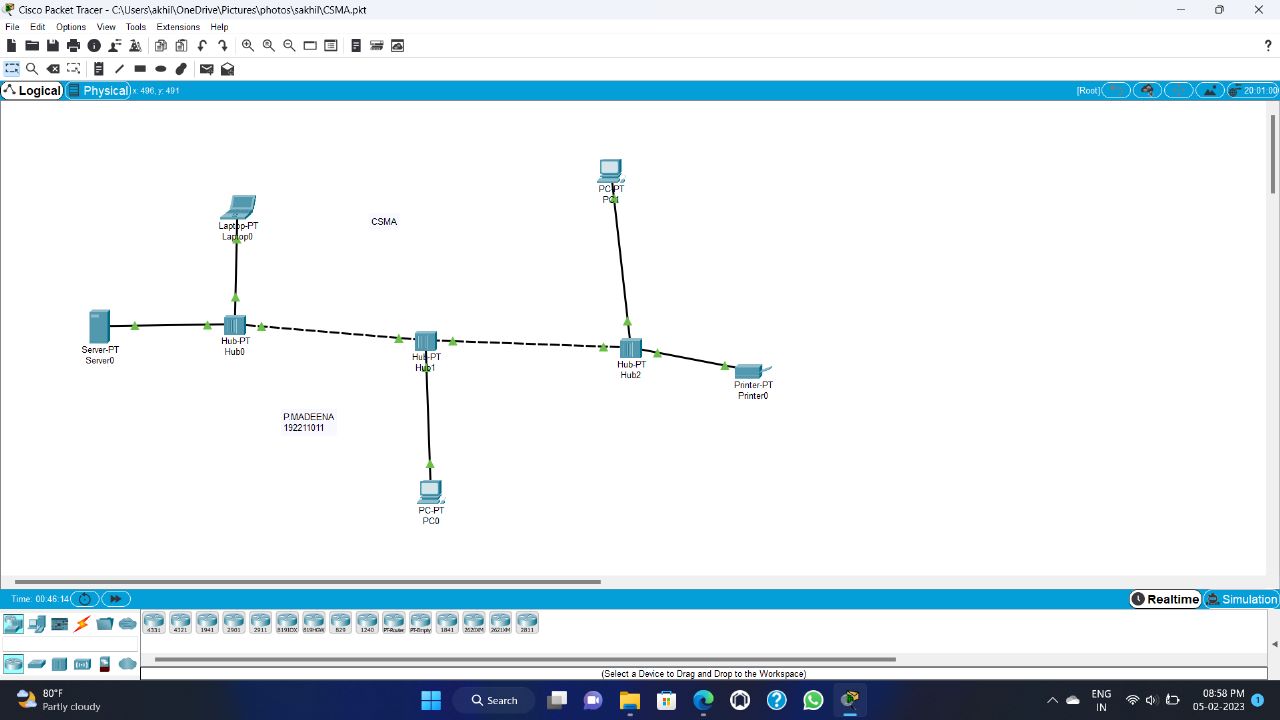 Cisco Packet Tracer - C:\Users\akhil\OneDrive\Pictures\photos\sakhil\CSMA.pkt
File Edit Options View Tools Extensions Help
?
Logical Physical x: 496, y: 491 [Root] 20:01:00
PC-PT
PC1
Laptop-PT
Laptop0
CSMA
Server-PT
Server0
Hub-PT
Hub0
Hub-PT
Hub1
Hub-PT
Hub2
Printer-PT
Printer0
P.MADEENA
192211011
PC-PT
PC0
Time: 00:46:14 Realtime Simulation
4331 4321 1941 2901 2911 819IOX 819HGW 829 1240 PT-Router PT-Empty 1841 2620XM 2621XM 2811
(Select a Device to Drag and Drop to the Workspace)
80°F
Partly cloudy
Search
ENG
IN
08:58 PM
05-02-2023
1